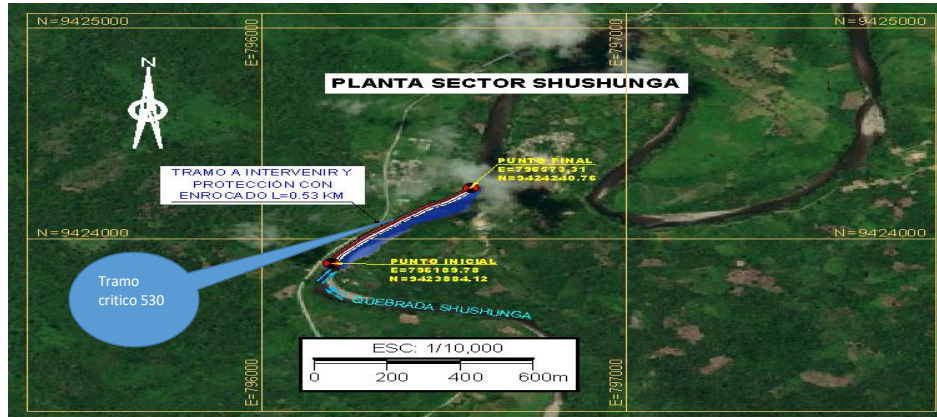 N=9425000
E=796000
E=797000
N=9425000
N
PLANTA SECTOR SHUSHUNGA
PUNTO FINAL
E=796573.31
N=9424240.76
TRAMO A INTERVENIR Y
PROTECCIÓN CON
ENROCADO L=0.53 KM
N=9424000
N=9424000
PUNTO INICIAL
E=796189.78
N=9423884.12
Tramo
critico 530
QUEBRADA SHUSHUNGA
ESC: 1/10,000
0 200 400 600m
E=796000
E=797000